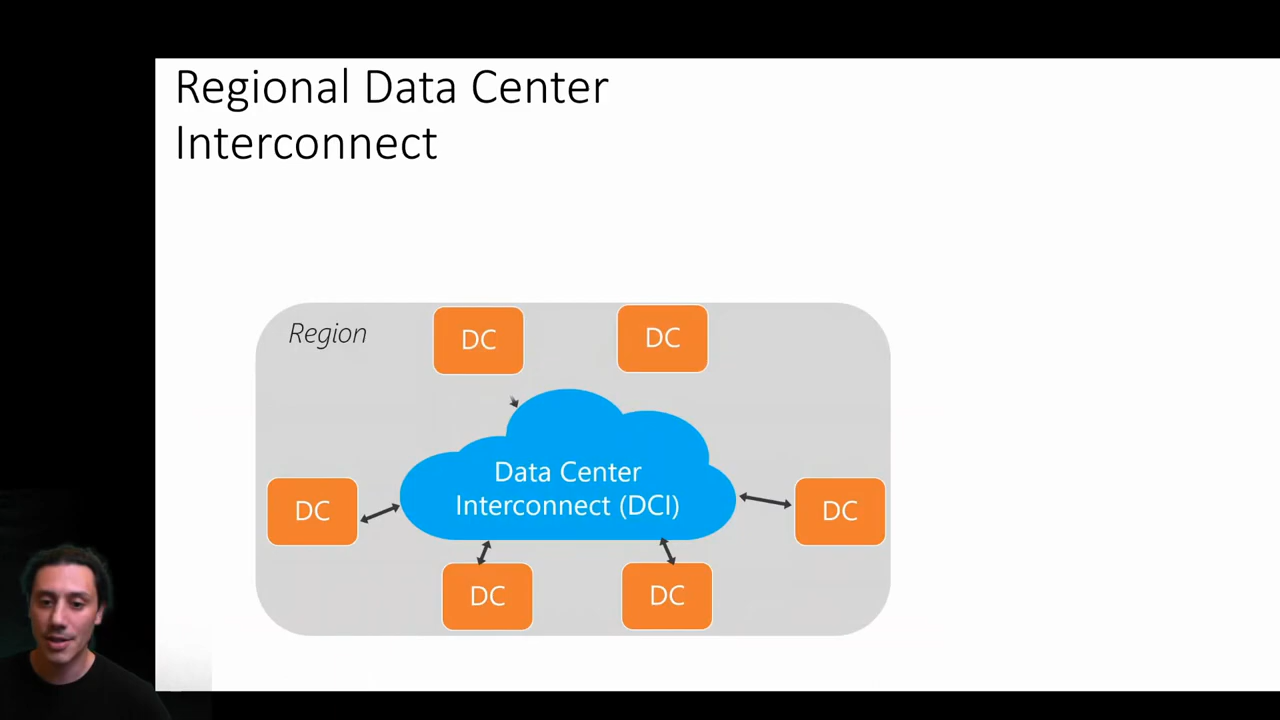 Regional Data Center
Interconnect
Region
DC
DC
Data Center
Interconnect (DCI)
DC
DC
DC
DC